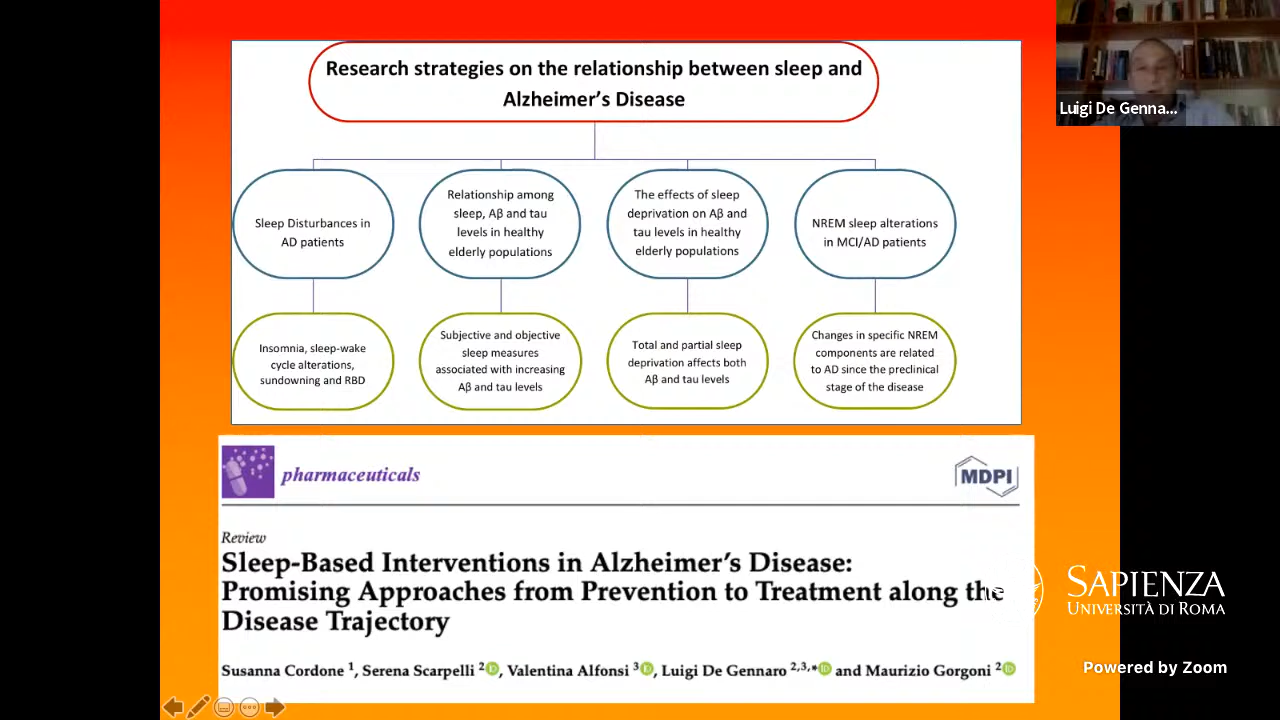 Research strategies on the relationship between sleep and
Alzheimer's Disease
Sleep Disturbances in
AD patients
Relationship among
sleep, Aβ and tau
levels in healthy
elderly populations
The effects of sleep
deprivation on Aβ and
tau levels in healthy
elderly populations
NREM sleep alterations
in MCI/AD patients
Insomnia, sleep-wake
cycle alterations,
sundowning and RBD
Subjective and objective
sleep measures
associated with increasing
Aβ and tau levels
Total and partial sleep
deprivation affects both
Aβ and tau levels
Changes in specific NREM
components are related
to AD since the preclinical
stage of the disease
Luigi De Genna...
pharmaceuticals
MDPI
Review
Sleep-Based Interventions in Alzheimer's Disease:
Promising Approaches from Prevention to Treatment along the
Disease Trajectory
Susanna Cordone 1, Serena Scarpelli 2, Valentina Alfonsi 3, Luigi De Gennaro 2,3,* and Maurizio Gorgoni 2
SAPIENZA
UNIVERSITÀ DI ROMA
Powered by Zoom